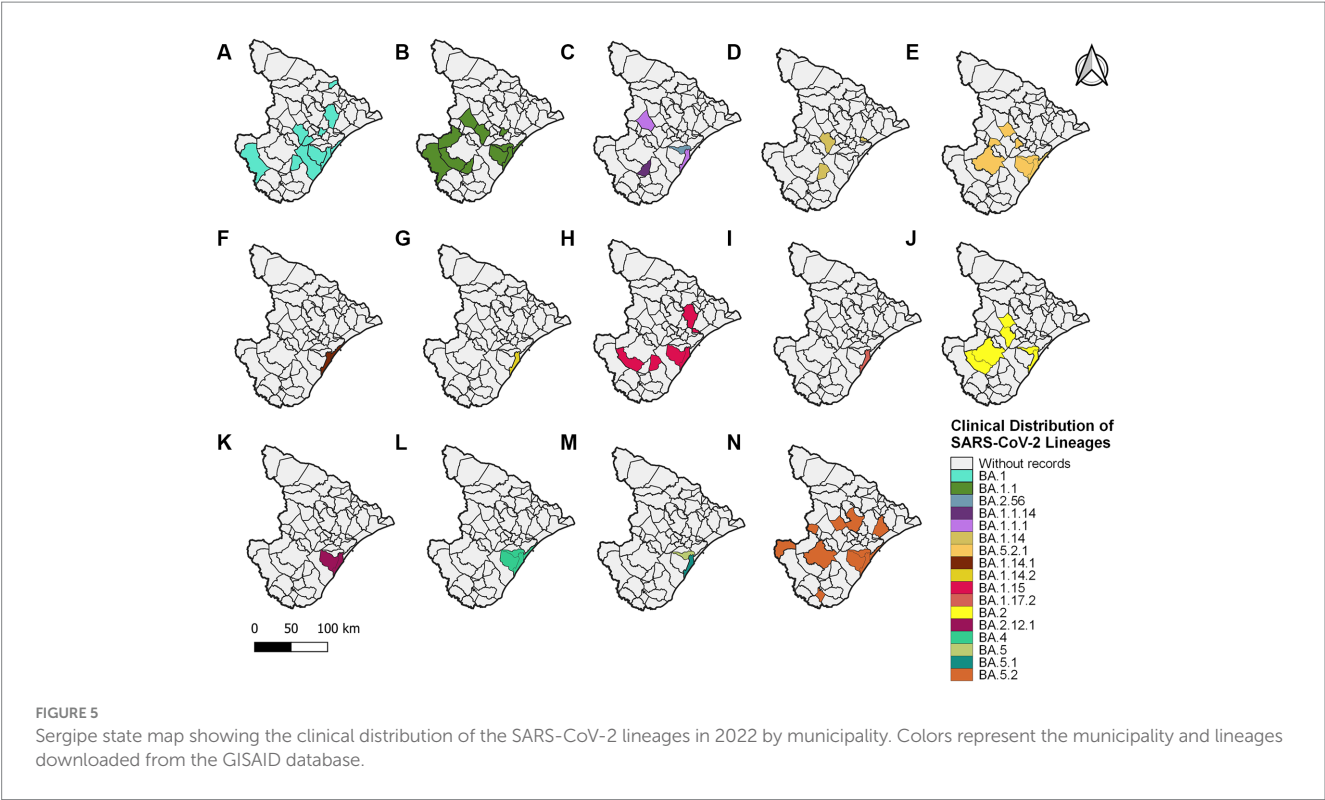 A B C D E
F G H I J
K L M N
Clinical Distribution of
SARS-CoV-2 Lineages
Without records
BA.1
BA.1.1
BA.2.56
BA.1.1.14
BA.1.1.1
BA.1.14
BA.5.2.1
BA.1.14.1
BA.1.14.2
BA.1.15
BA.1.17.2
BA.2
BA.2.12.1
BA.4
BA.5
BA.5.1
BA.5.2
0 50 100 km
FIGURE 5
Sergipe state map showing the clinical distribution of the SARS-CoV-2 lineages in 2022 by municipality. Colors represent the municipality and lineages
downloaded from the GISAID database.